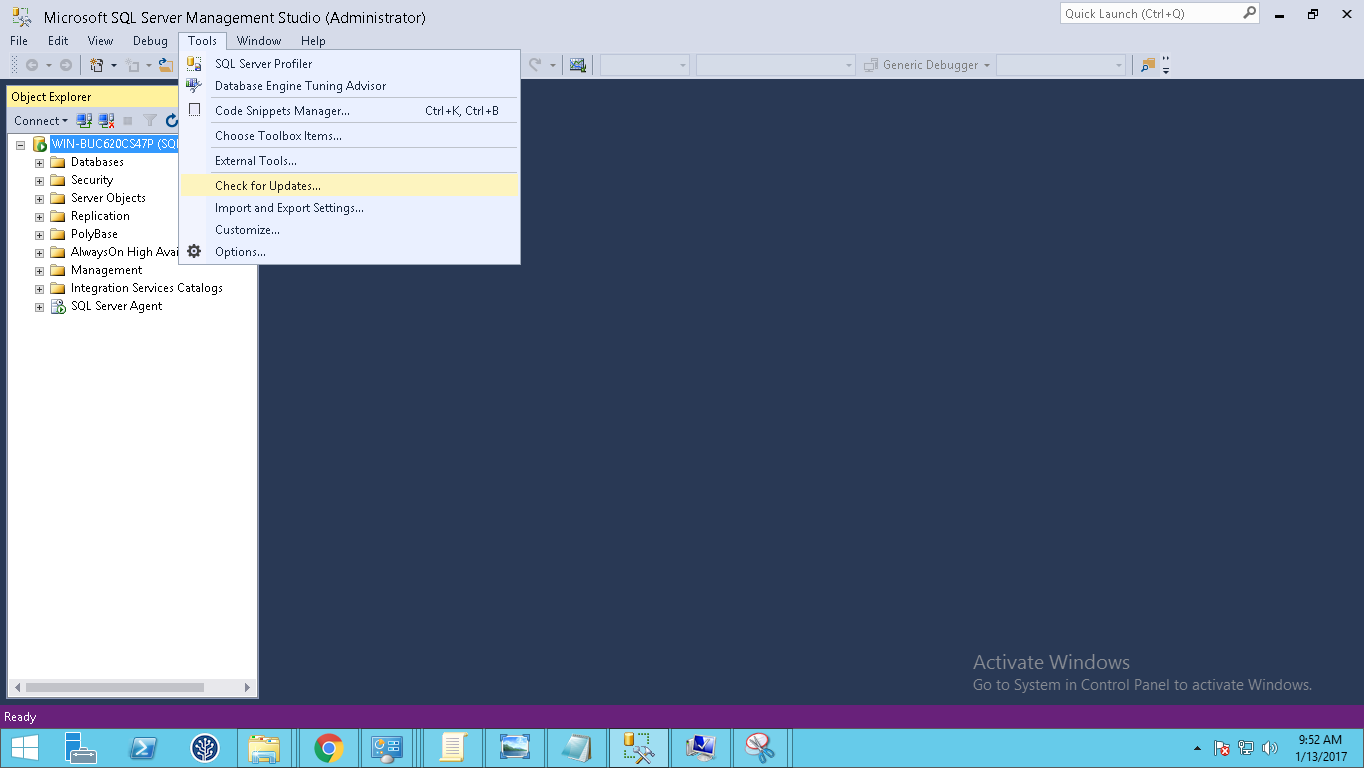 Microsoft SQL Server Management Studio (Administrator)
Quick Launch (Ctrl+Q)
File Edit View Debug Tools Window Help
Generic Debugger
SQL Server Profiler
Database Engine Tuning Advisor
Code Snippets Manager... Ctrl+K, Ctrl+B
Choose Toolbox Items...
External Tools...
Check for Updates...
Import and Export Settings...
Customize...
Options...
Object Explorer
Connect
WIN-BUC620CS47P (SQL
Databases
Security
Server Objects
Replication
PolyBase
AlwaysOn High Avai
Management
Integration Services Catalogs
SQL Server Agent
Activate Windows
Go to System in Control Panel to activate Windows.
Ready
9:52 AM
1/13/2017